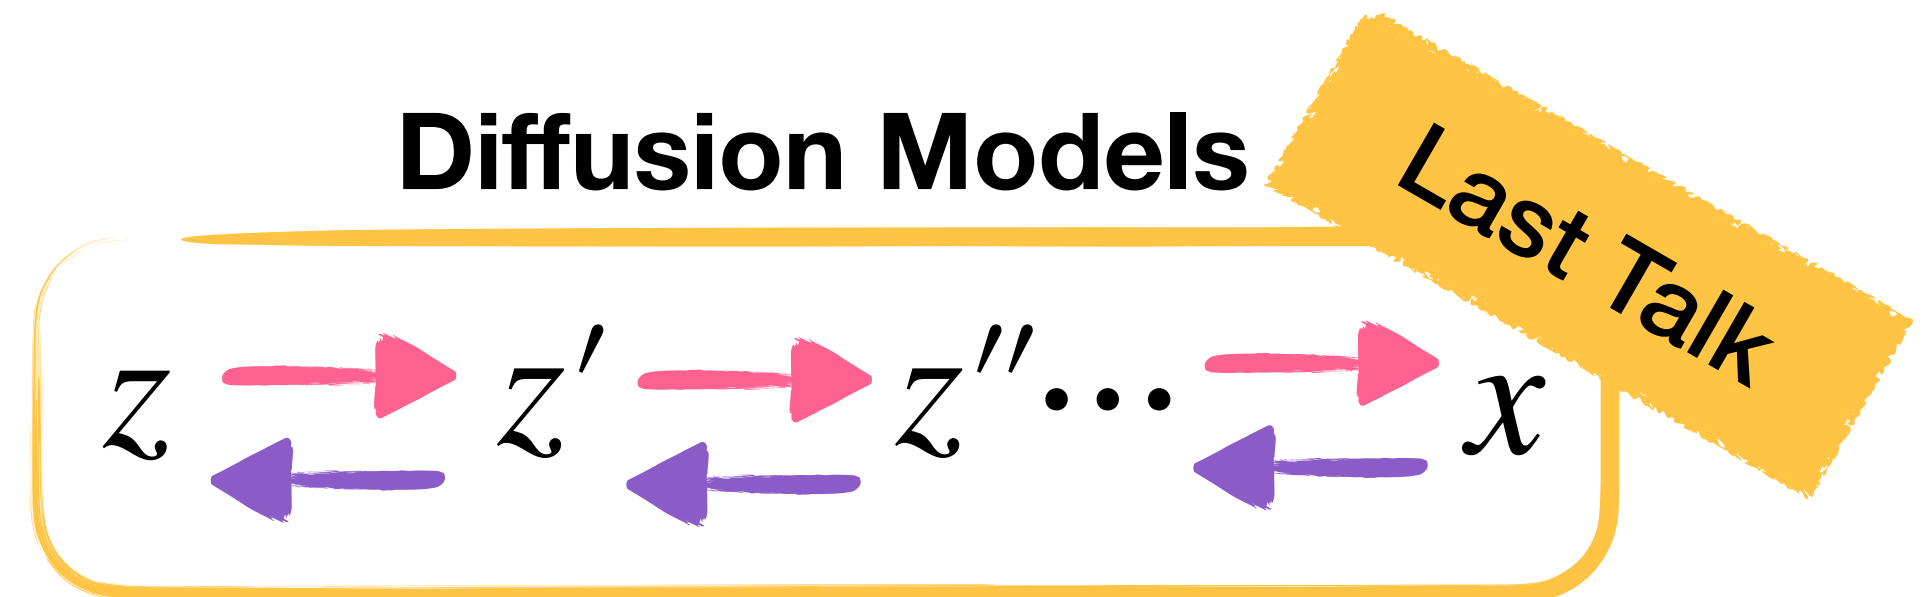 Diffusion Models
Last Talk
z z′ z′′ ••• x